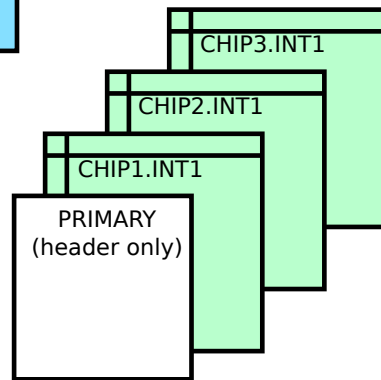 CHIP3.INT1
CHIP2.INT1
CHIP1.INT1
PRIMARY
(header only)